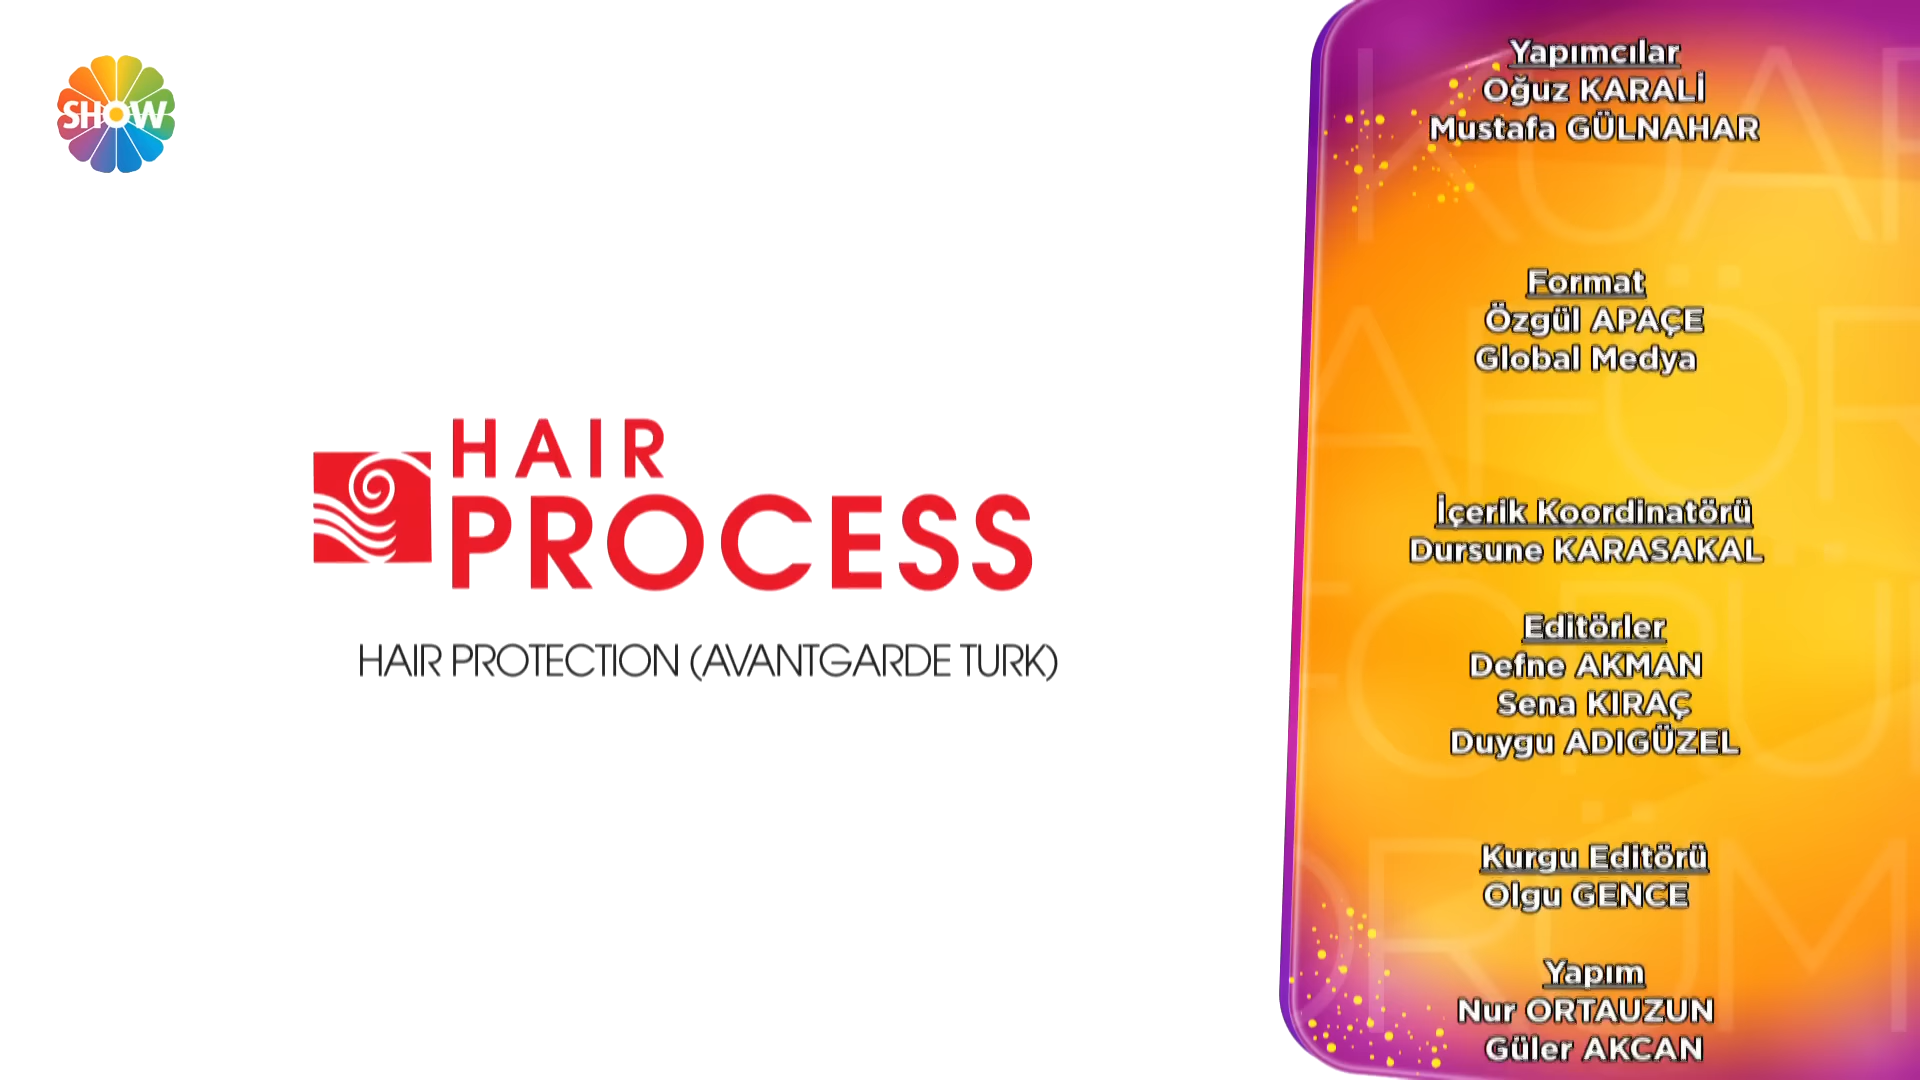 SHOW
HAIR
PROCESS
HAIR PROTECTION (AVANTGARDE TURK)
Yapımcılar
Oğuz KARALİ
Mustafa GÜLNAHAR
Format
Özgül APAÇE
Global Medya
İçerik Koordinatörü
Dursune KARASAKAL
Editörler
Defne AKMAN
Sena KIRAÇ
Duygu ADIGÜZEL
Kurgu Editörü
Olgu GENCE
Yapım
Nur ORTAUZUN
Güler AKCAN